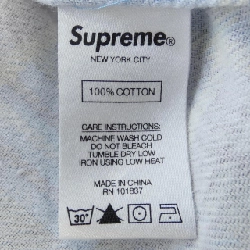 Supreme®
NEW YORK CITY
100% COTTON
CARE INSTRUCTIONS:
MACHINE WASH COLD
DO NOT BLEACH
TUMBLE DRY LOW
IRON USING LOW HEAT
MADE IN CHINA
RN 101837
30°